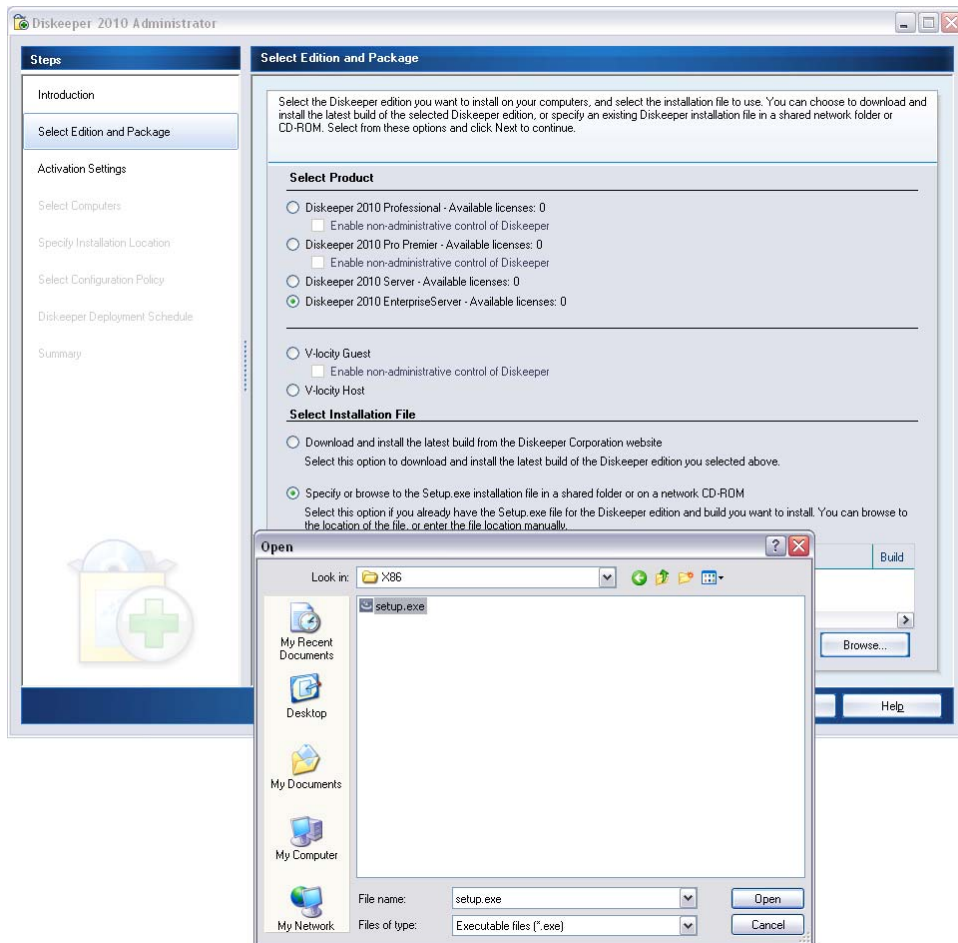 Diskeeper 2010 Administrator
Steps
Introduction
Select Edition and Package
Activation Settings
Select Computers
Specify Installation Location
Select Configuration Policy
Diskeeper Deployment Schedule
Summary
Select Edition and Package
Select the Diskeeper edition you want to install on your computers, and select the installation file to use. You can choose to download and
install the latest build of the selected Diskeeper edition, or specify an existing Diskeeper installation file in a shared network folder or
CD-ROM. Select from these options and click Next to continue.
Select Product
Diskeeper 2010 Professional - Available licenses: 0
Enable non-administrative control of Diskeeper
Diskeeper 2010 Pro Premier - Available licenses: 0
Enable non-administrative control of Diskeeper
Diskeeper 2010 Server - Available licenses: 0
Diskeeper 2010 EnterpriseServer - Available licenses: 0
V-locity Guest
Enable non-administrative control of Diskeeper
V-locity Host
Select Installation File
Download and install the latest build from the Diskeeper Corporation website
Select this option to download and install the latest build of the Diskeeper edition you selected above.
Specify or browse to the Setup.exe installation file in a shared folder or on a network CD-ROM
Select this option if you already have the Setup.exe file for the Diskeeper edition and build you want to install. You can browse to
the location of the file, or enter the file location manually.
Build
Browse...
Help
Open
Look in:
X86
setup.exe
My Recent
Documents
Desktop
My Documents
My Computer
My Network
File name:
setup.exe
Open
Files of type:
Executable files (*.exe)
Cancel